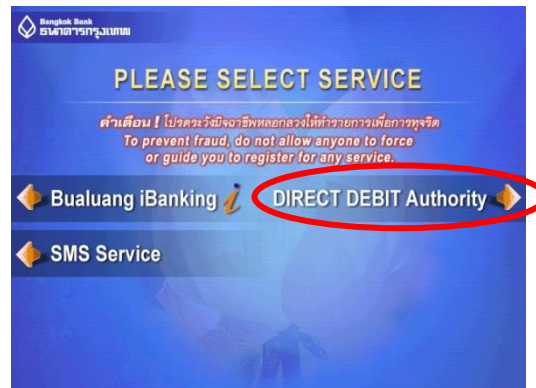 Bangkok Bank
ธนาคารกรุงเทพ
PLEASE SELECT SERVICE
คำเตือน ! โปรดระวังมิจฉาชีพหลอกลวงให้ทำรายการเพื่อการทุจริต
To prevent fraud, do not allow anyone to force
or guide you to register for any service.
Bualuang iBanking i
DIRECT DEBIT Authority
SMS Service